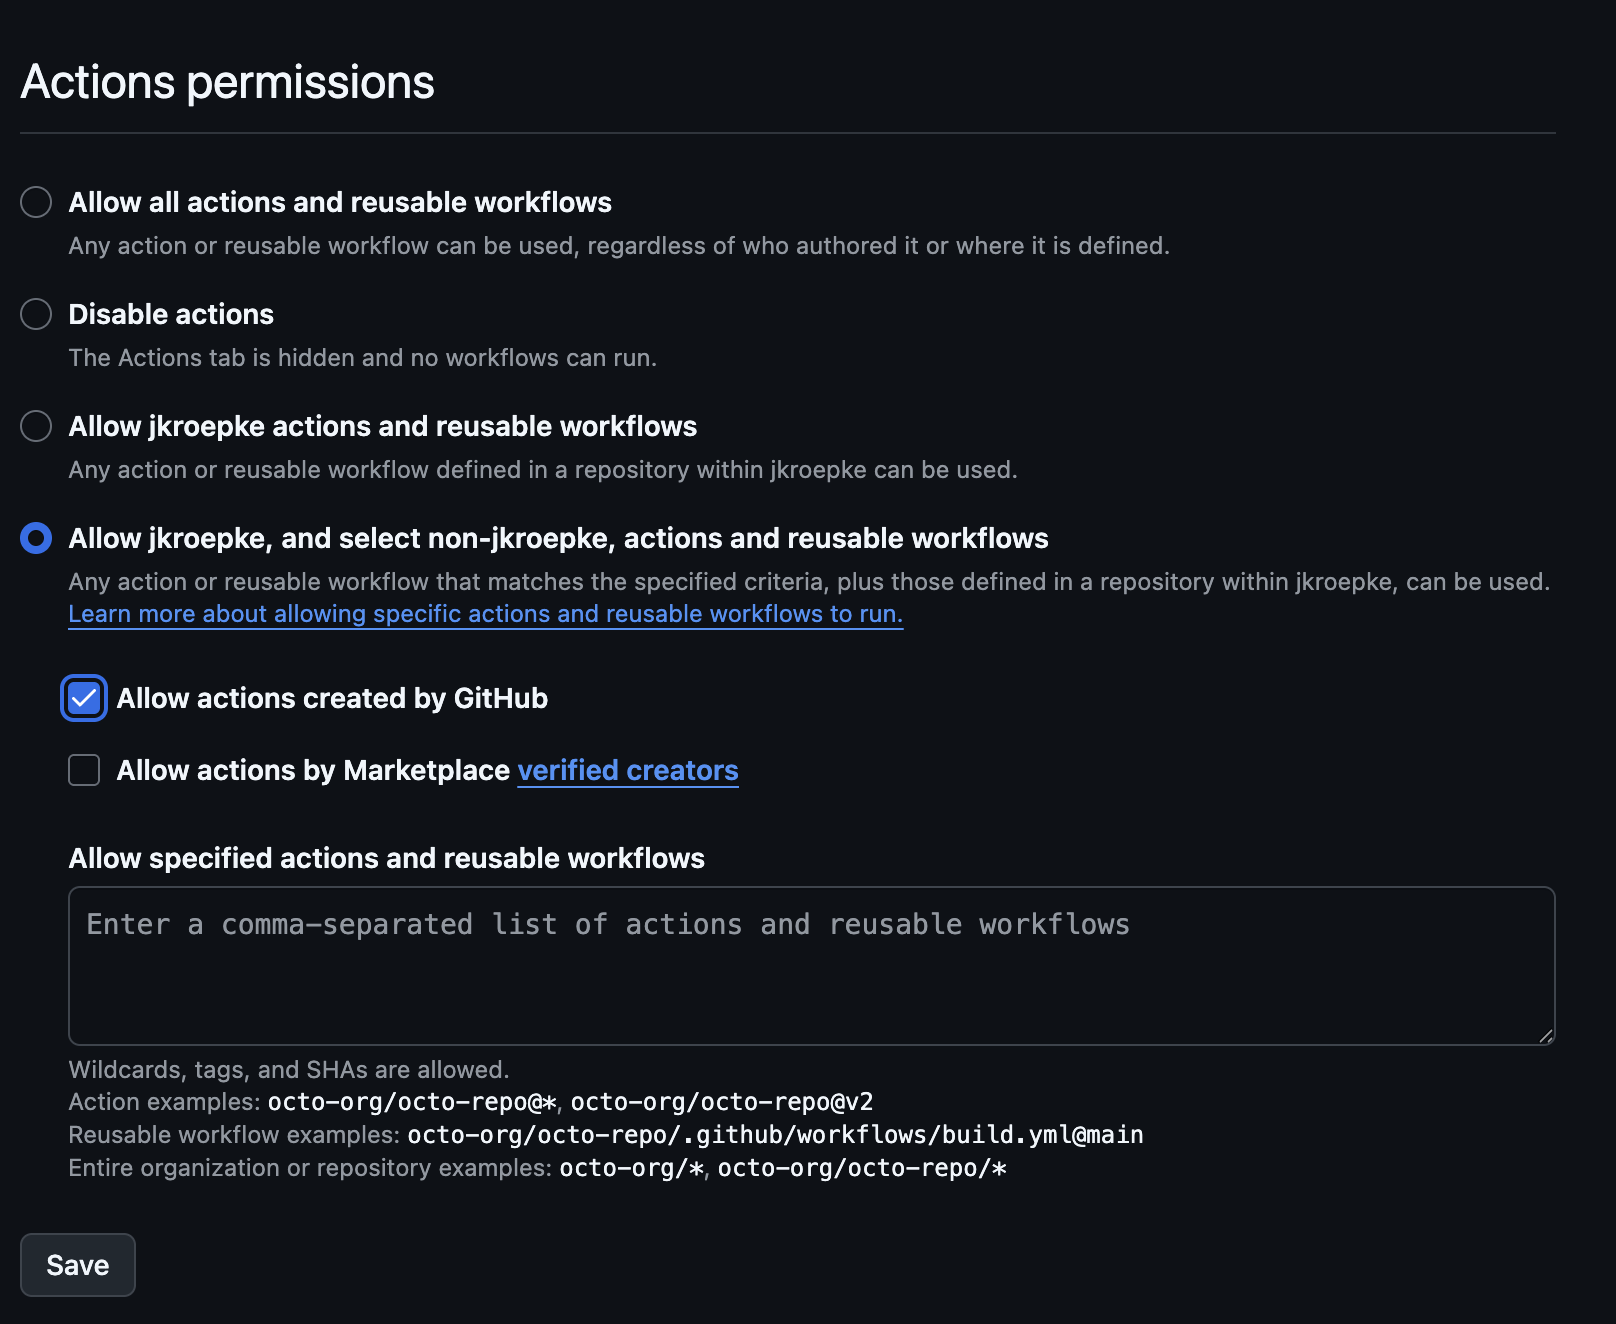 Actions permissions
Allow all actions and reusable workflows
Any action or reusable workflow can be used, regardless of who authored it or where it is defined.
Disable actions
The Actions tab is hidden and no workflows can run.
Allow jkroepke actions and reusable workflows
Any action or reusable workflow defined in a repository within jkroepke can be used.
Allow jkroepke, and select non-jkroepke, actions and reusable workflows
Any action or reusable workflow that matches the specified criteria, plus those defined in a repository within jkroepke, can be used.
Learn more about allowing specific actions and reusable workflows to run.
Allow actions created by GitHub
Allow actions by Marketplace verified creators
Allow specified actions and reusable workflows
Enter a comma-separated list of actions and reusable workflows
Wildcards, tags, and SHAs are allowed.
Action examples: octo-org/octo-repo@*, octo-org/octo-repo@v2
Reusable workflow examples: octo-org/octo-repo/.github/workflows/build.yml@main
Entire organization or repository examples: octo-org/*, octo-org/octo-repo/*
Save